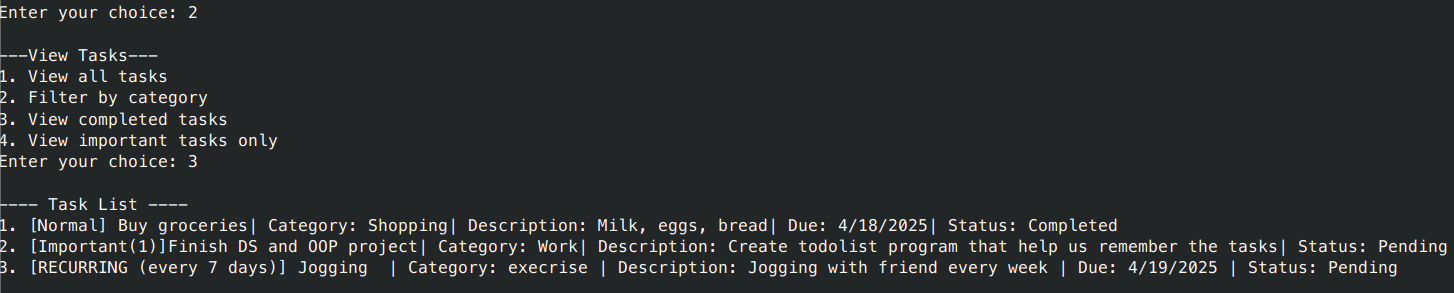 Enter your choice: 2
---View Tasks---
1. View all tasks
2. Filter by category
3. View completed tasks
4. View important tasks only
Enter your choice: 3
---- Task List ----
1. [Normal] Buy groceries| Category: Shopping| Description: Milk, eggs, bread| Due: 4/18/2025| Status: Completed
2. [Important(1)]Finish DS and OOP project| Category: Work| Description: Create todolist program that help us remember the tasks| Status: Pending
3. [RECURRING (every 7 days)] Jogging  | Category: execrise | Description: Jogging with friend every week | Due: 4/19/2025 | Status: Pending